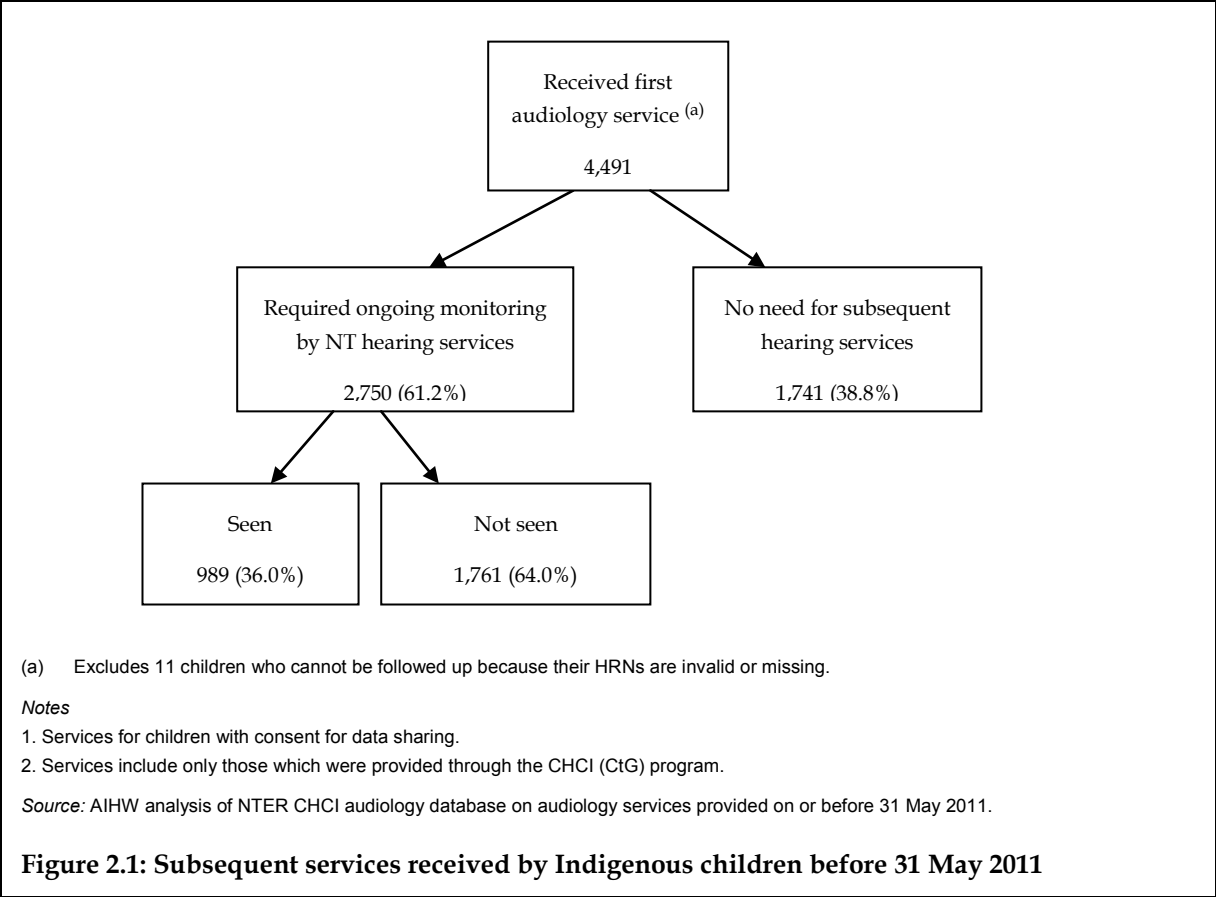 Received first
audiology service (a)
4,491
Required ongoing monitoring
by NT hearing services
2,750 (61.2%)
No need for subsequent
hearing services
1,741 (38.8%)
Seen
989 (36.0%)
Not seen
1,761 (64.0%)
(a) Excludes 11 children who cannot be followed up because their HRNs are invalid or missing.
Notes
1. Services for children with consent for data sharing.
2. Services include only those which were provided through the CHCI (CtG) program.
Source: AIHW analysis of NTER CHCI audiology database on audiology services provided on or before 31 May 2011.
Figure 2.1: Subsequent services received by Indigenous children before 31 May 2011